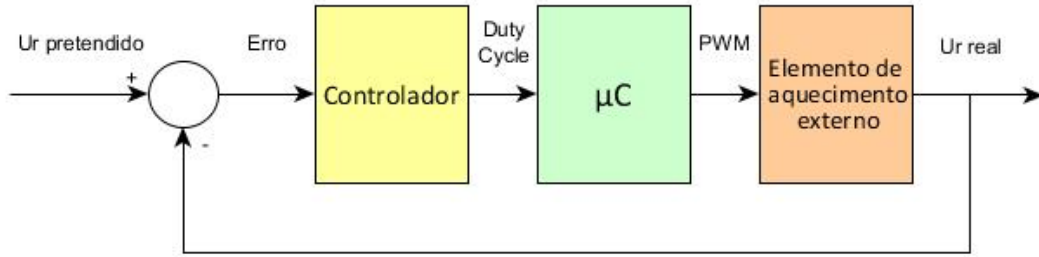 Ur pretendido
+
-
Erro
Controlador
Duty
Cycle
µC
PWM
Elemento de
aquecimento
externo
Ur real